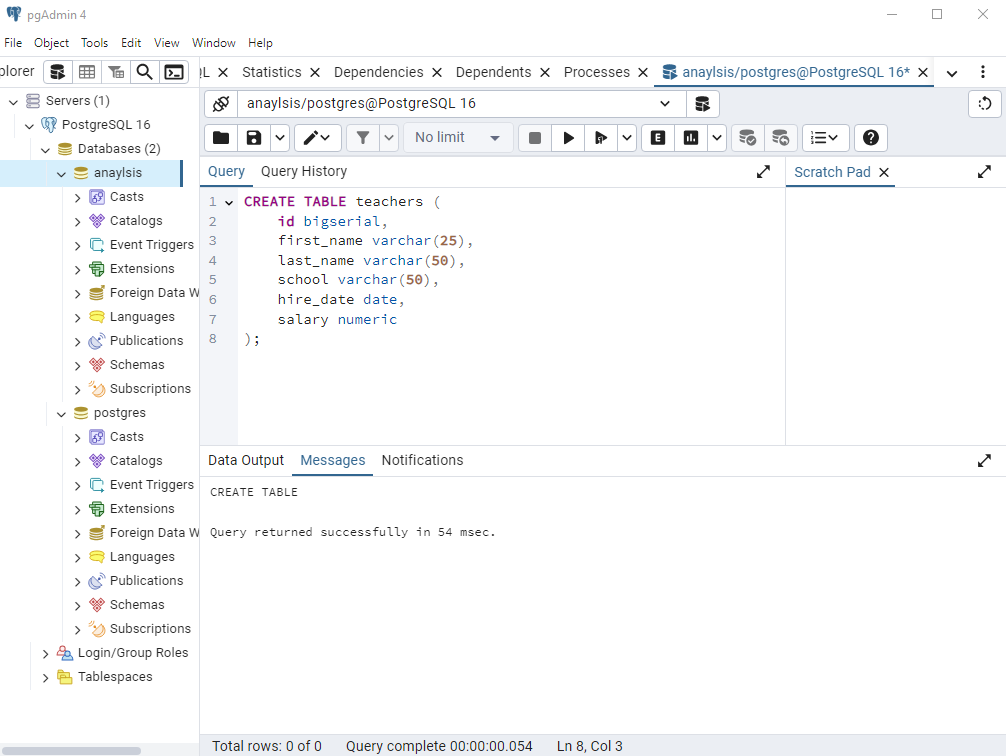 pgAdmin 4
File Object Tools Edit View Window Help
plorer
QL Statistics Dependencies Dependents Processes anaylsis/postgres@PostgreSQL 16*
Servers (1)
PostgreSQL 16
Databases (2)
anaylsis
Casts
Catalogs
Event Triggers
Extensions
Foreign Data W
Languages
Publications
Schemas
Subscriptions
postgres
Casts
Catalogs
Event Triggers
Extensions
Foreign Data W
Languages
Publications
Schemas
Subscriptions
Login/Group Roles
Tablespaces
anaylsis/postgres@PostgreSQL 16
No limit
E
Query Query History
1 CREATE TABLE teachers (
2 id bigserial,
3 first_name varchar(25),
4 last_name varchar(50),
5 school varchar(50),
6 hire_date date,
7 salary numeric
8 );
Scratch Pad
Data Output Messages Notifications
CREATE TABLE
Query returned successfully in 54 msec.
Total rows: 0 of 0 Query complete 00:00:00.054 Ln 8, Col 3